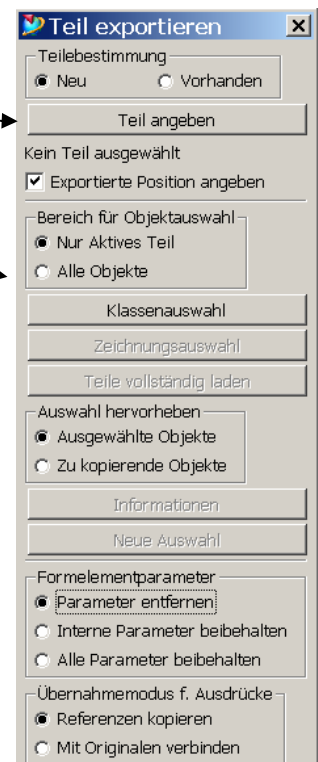 Teil exportieren
Teilebestimmung
Neu Vorhanden
Teil angeben
Kein Teil ausgewählt
Exportierte Position angeben
Bereich für Objektauswahl
Nur Aktives Teil
Alle Objekte
Klassenauswahl
Zeichnungsauswahl
Teile vollständig laden
Auswahl hervorheben
Ausgewählte Objekte
Zu kopierende Objekte
Informationen
Neue Auswahl
Formelementparameter
Parameter entfernen
Interne Parameter beibehalten
Alle Parameter beibehalten
Übernahmemodus f. Ausdrücke
Referenzen kopieren
Mit Originalen verbinden